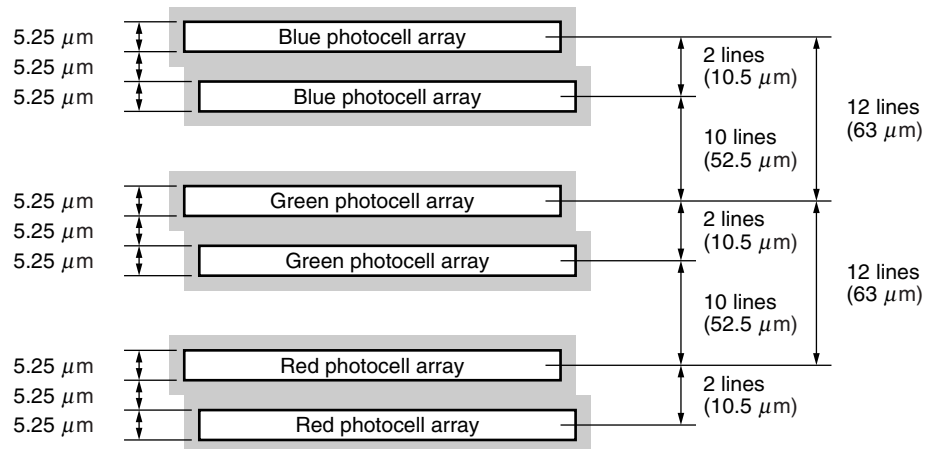 5.25 μm
5.25 μm
5.25 μm
Blue photocell array
Blue photocell array
2 lines
(10.5 μm)
10 lines
(52.5 μm)
12 lines
(63 μm)
5.25 μm
5.25 μm
5.25 μm
Green photocell array
Green photocell array
2 lines
(10.5 μm)
10 lines
(52.5 μm)
12 lines
(63 μm)
5.25 μm
5.25 μm
5.25 μm
Red photocell array
Red photocell array
2 lines
(10.5 μm)